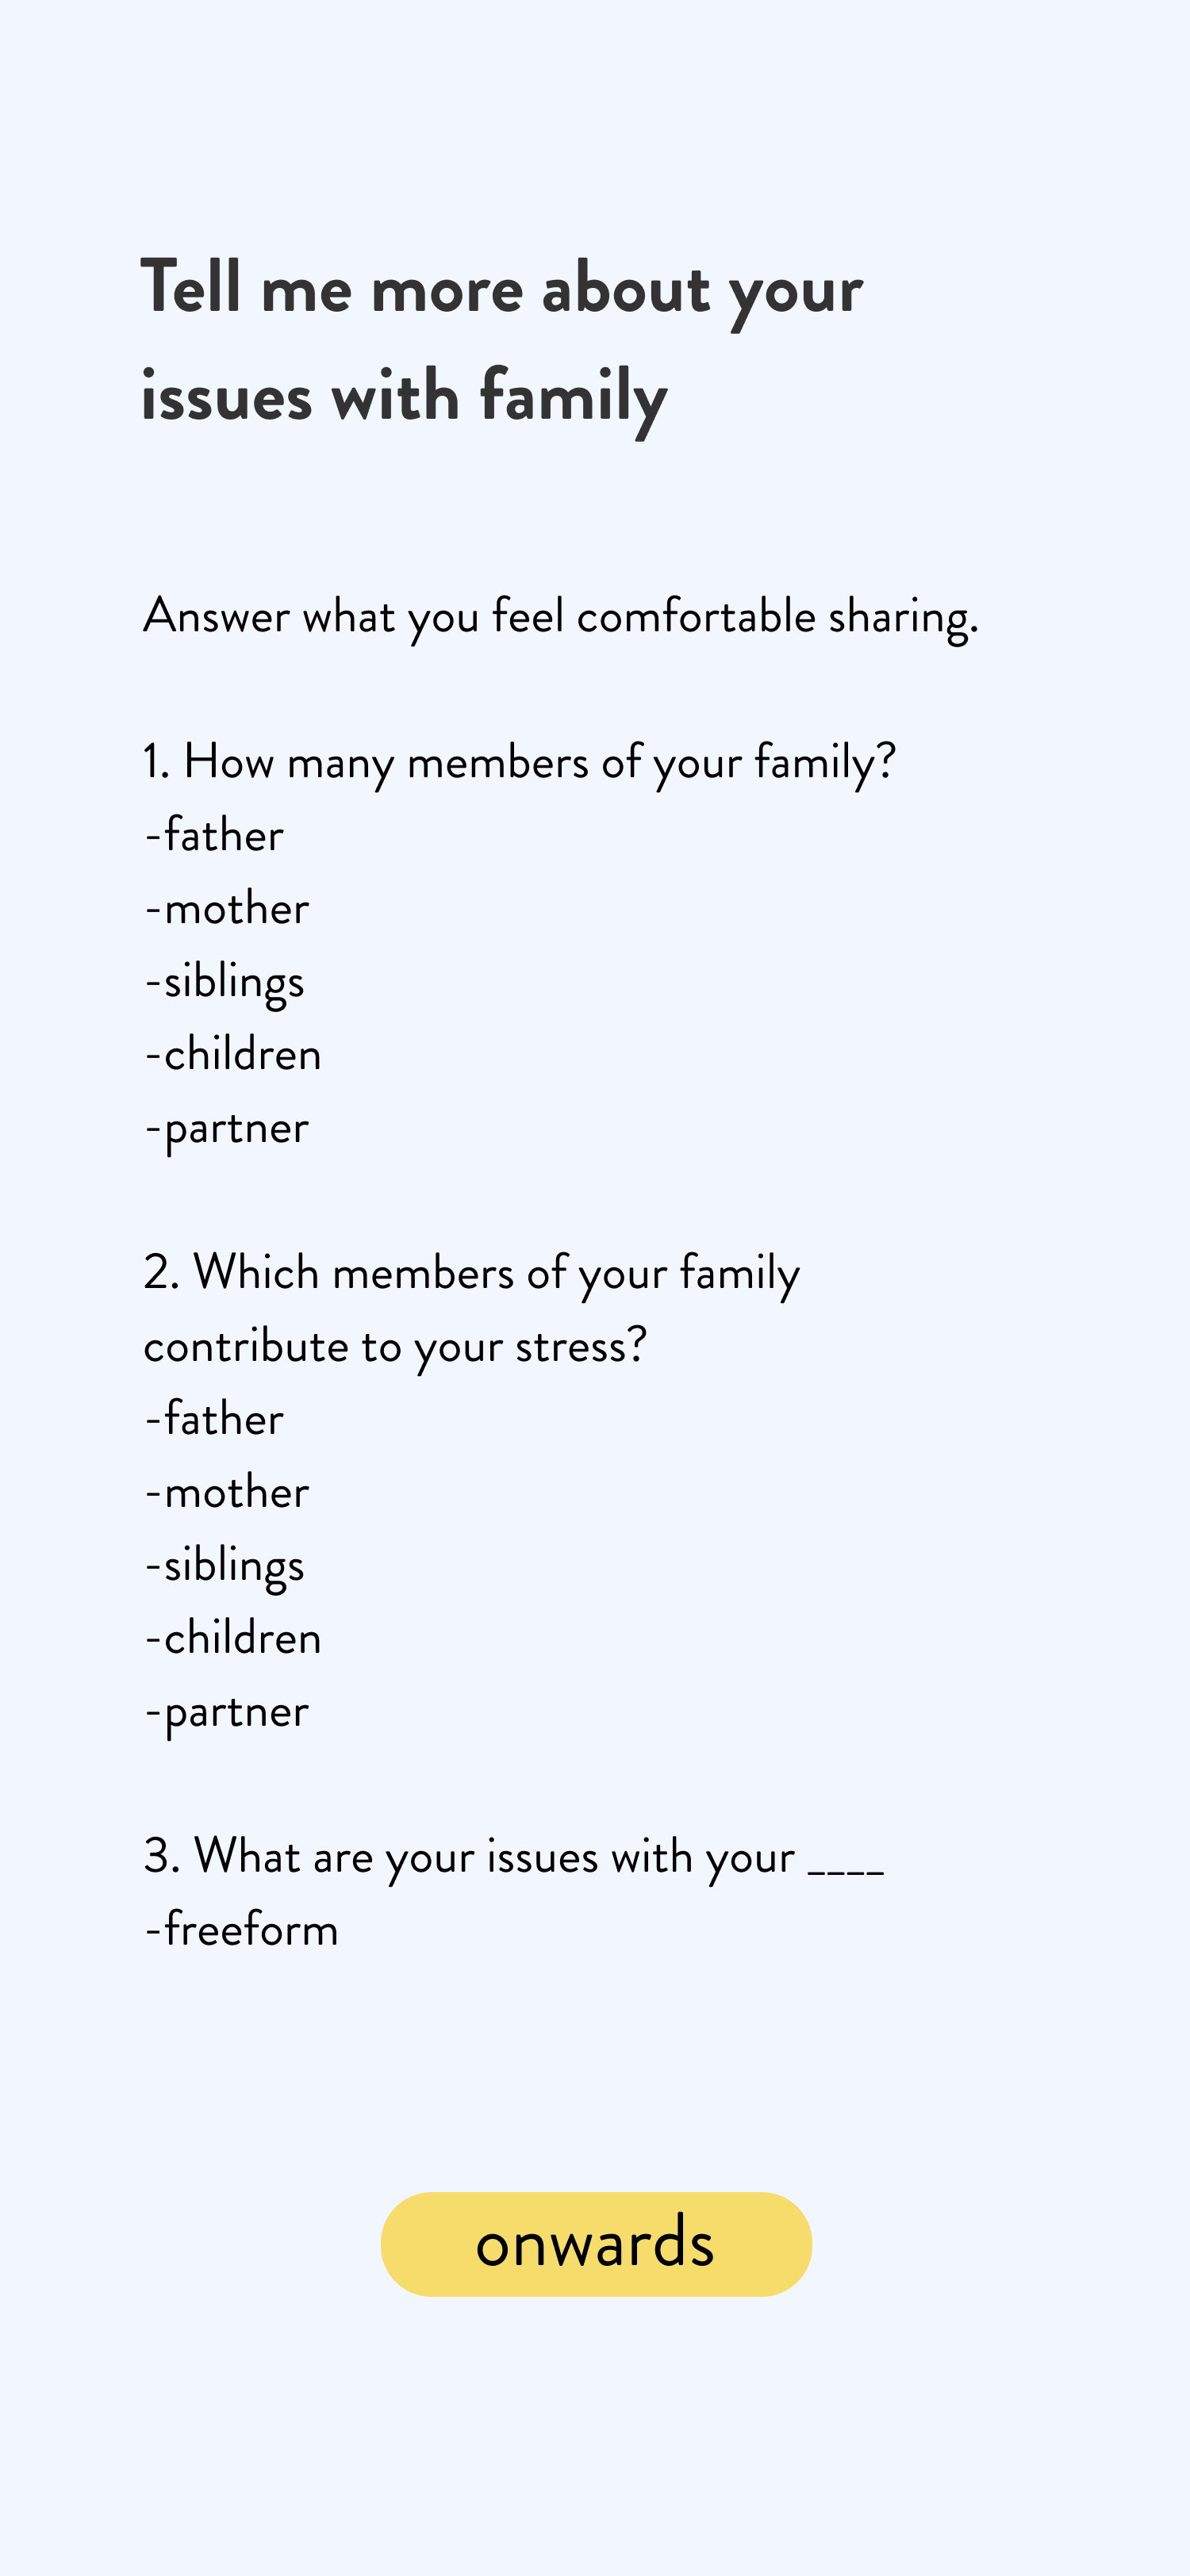 Tell me more about your
issues with family
Answer what you feel comfortable sharing.
1. How many members of your family?
-father
-mother
-siblings
-children
-partner
2. Which members of your family
contribute to your stress?
-father
-mother
-siblings
-children
-partner
3. What are your issues with your ____
-freeform
onwards